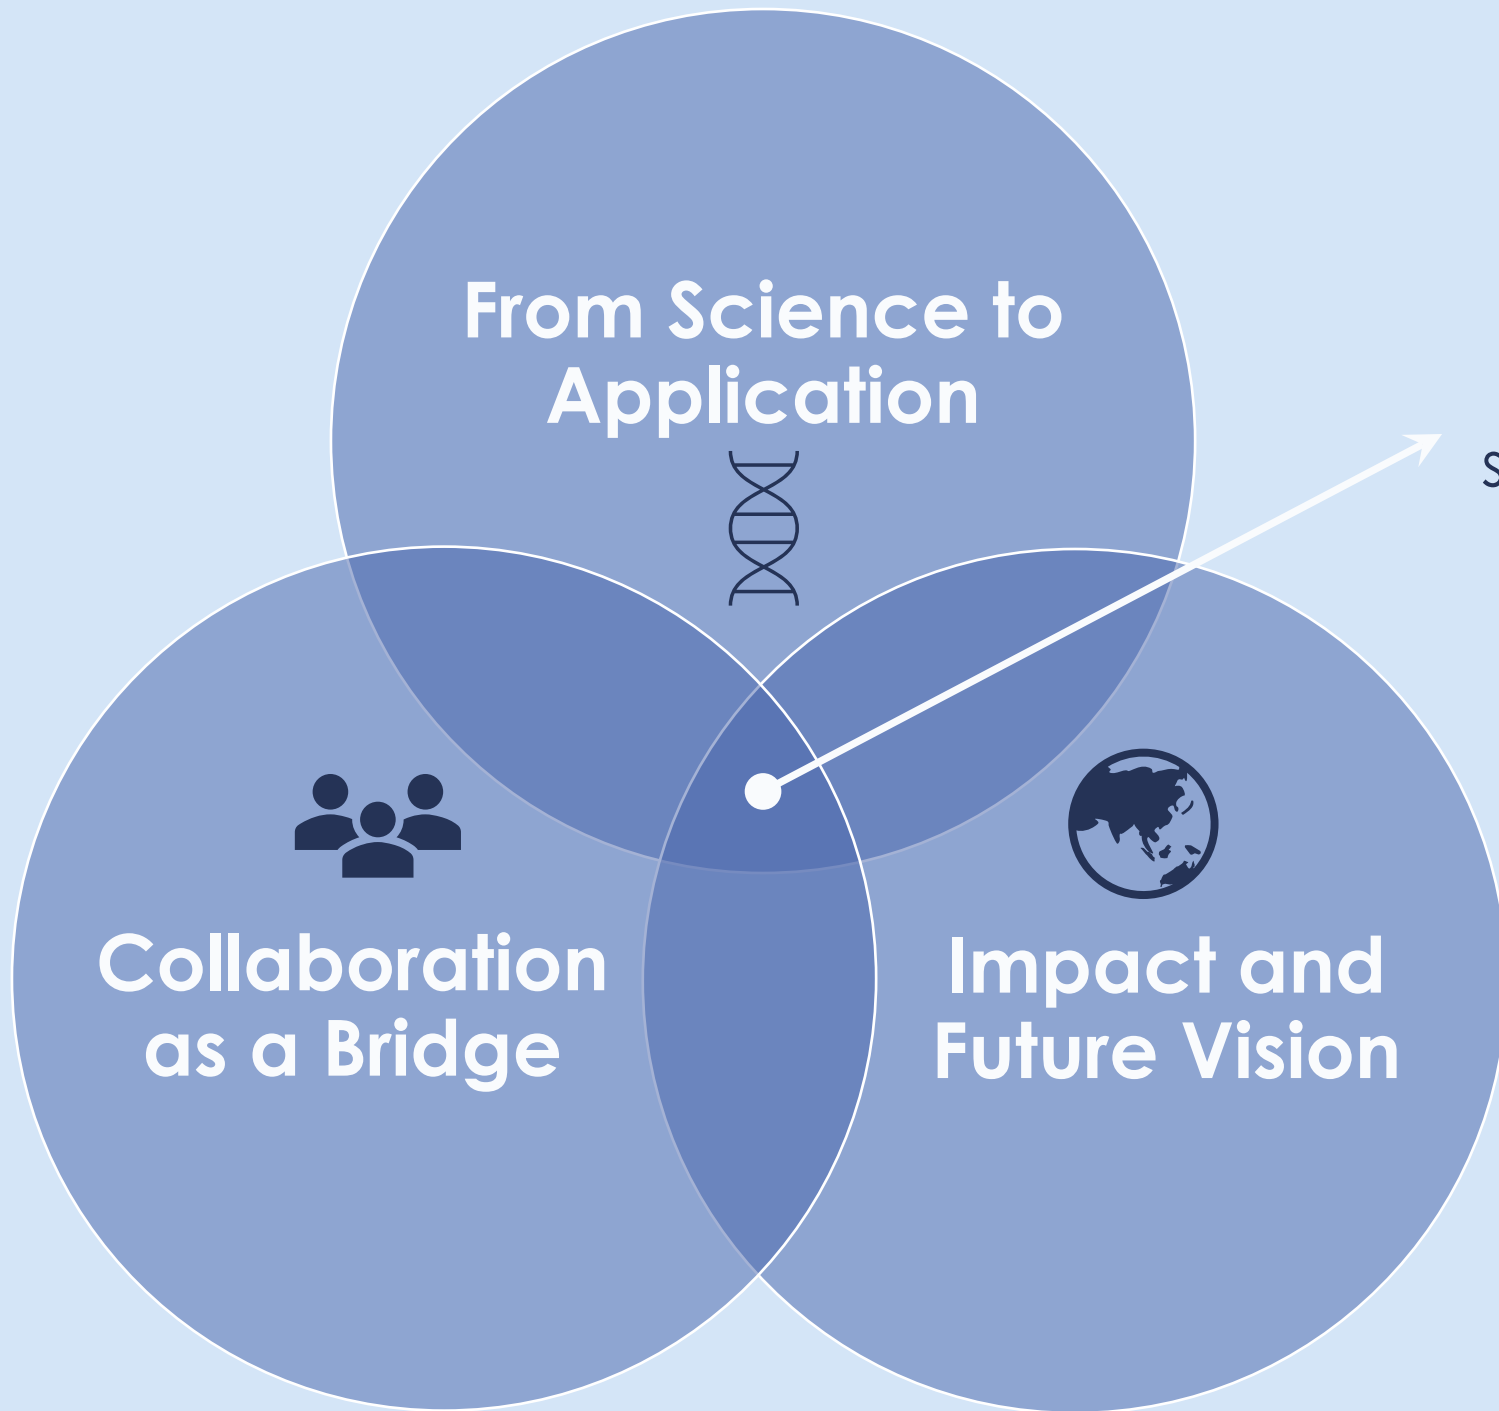 From Science to
Application
Collaboration
as a Bridge
Impact and
Future Vision